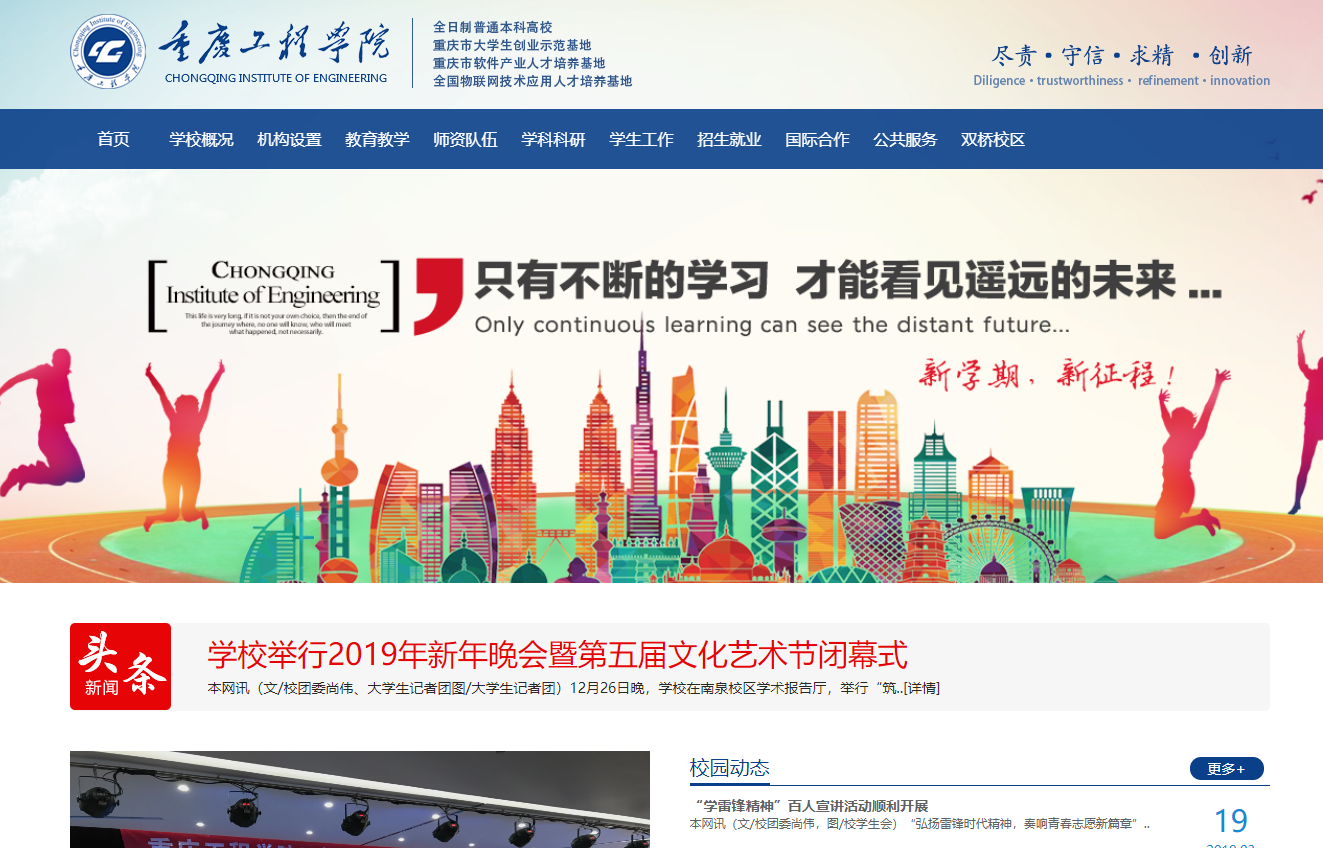 重庆工程学院
CHONGQING INSTITUTE OF ENGINEERING
全日制普通本科高校
重庆市大学生创业示范基地
重庆市软件产业人才培养基地
全国物联网技术应用人才培养基地
尽责·守信·求精 ·创新
Diligence · trustworthiness · refinement · innovation
首页 学校概况 机构设置 教育教学 师资队伍 学科科研 学生工作 招生就业 国际合作 公共服务 双桥校区
CHONGQING
Institute of Engineering
This life is very long, if it is not your own choice, then the end of
the journey where, no one will know, who will meet
what happened, not necessarily.
只有不断的学习 才能看见遥远的未来 ...
Only continuous learning can see the distant future...
新学期，新征程！
头条
新闻
学校举行2019年新年晚会暨第五届文化艺术节闭幕式
本网讯（文/校团委尚伟、大学生记者团图/大学生记者团）12月26日晚，学校在南泉校区学术报告厅，举行“筑..[详情]
校园动态
更多+
“学雷锋精神”百人宣讲活动顺利开展
本网讯（文/校团委尚伟，图/校学生会）“弘扬雷锋时代精神，奏响青春志愿新篇章”..
19